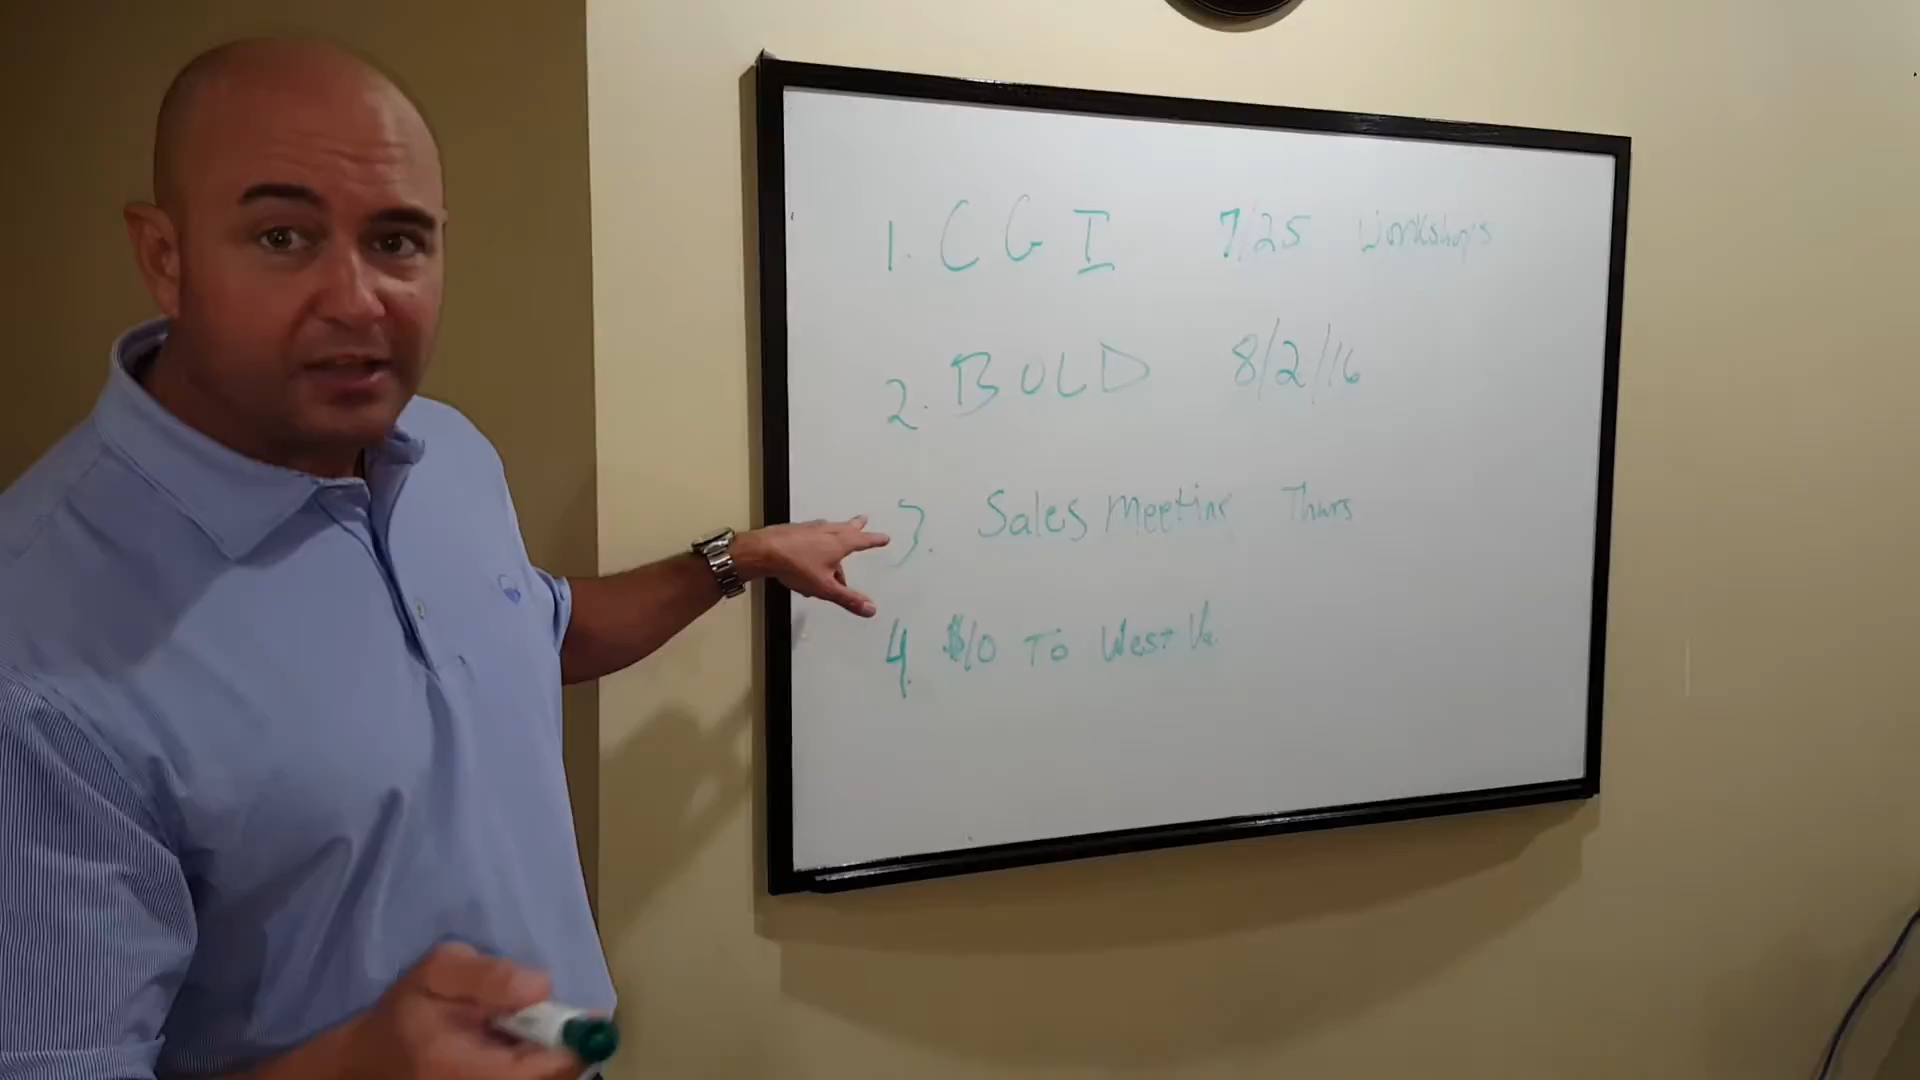 1. CGI 7/25 Workshops
2. BOLD 8/2/16
3. Sales Meeting Thurs
4. $10 To West Va